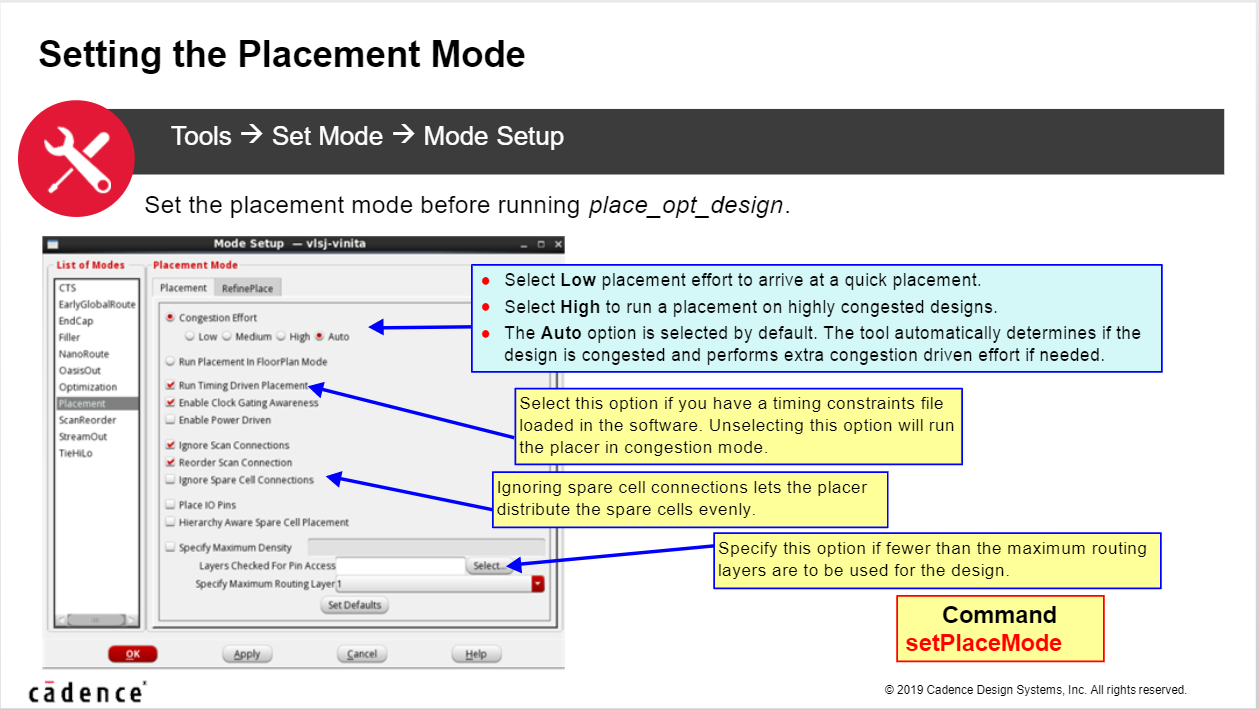 Setting the Placement Mode
Tools → Set Mode → Mode Setup
Set the placement mode before running place_opt_design.
Mode Setup — vlsj-vinita
List of Modes
CTS
EarlyGlobalRoute
EndCap
Filler
NanoRoute
OasisOut
Optimization
Placement
ScanReorder
StreamOut
TieHiLo
Placement Mode
Placement
RefinePlace
Congestion Effort
Low Medium High Auto
Run Placement In FloorPlan Mode
Run Timing Driven Placement
Enable Clock Gating Awareness
Enable Power Driven
Ignore Scan Connections
Reorder Scan Connection
Ignore Spare Cell Connections
Place IO Pins
Hierarchy Aware Spare Cell Placement
Specify Maximum Density
Layers Checked For Pin Access Select...
Specify Maximum Routing Layer 1
Set Defaults
OK Apply Cancel Help
● Select Low placement effort to arrive at a quick placement.
● Select High to run a placement on highly congested designs.
● The Auto option is selected by default. The tool automatically determines if the
design is congested and performs extra congestion driven effort if needed.
Select this option if you have a timing constraints file
loaded in the software. Unselecting this option will run
the placer in congestion mode.
Ignoring spare cell connections lets the placer
distribute the spare cells evenly.
Specify this option if fewer than the maximum routing
layers are to be used for the design.
Command
setPlaceMode
cādence
© 2019 Cadence Design Systems, Inc. All rights reserved.